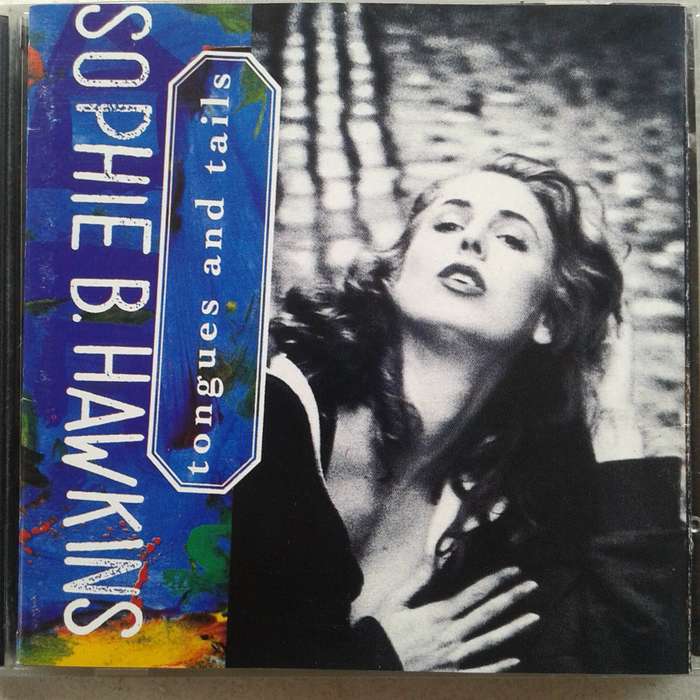 SOPHIE B. HAWKINS
tongues and tails